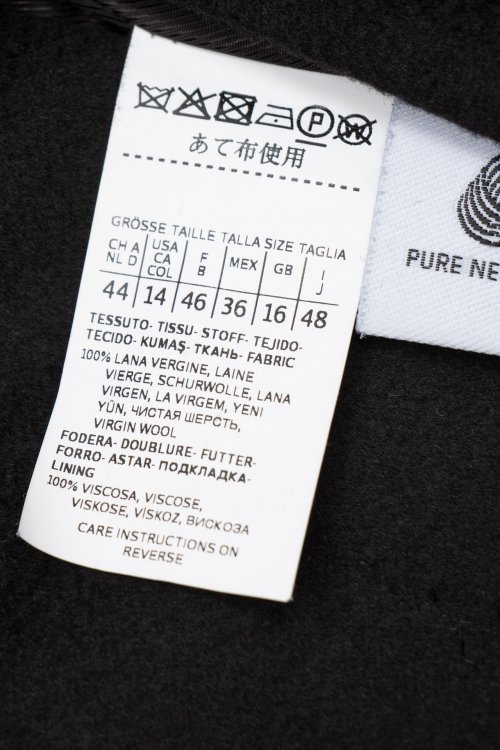 P W
あて布使用
GRÖSSE TAILLE TALLA SIZE TAGLIA
CH A NL D USA CA COL F B MEX GB I J
44 14 46 36 16 48
TESSUTO- TISSU- STOFF- TEJIDO-
TECIDO- KUMAŞ- ТКАНЬ- FABRIC
100% LANA VERGINE, LAINE
VIERGE, SCHURWOLLE, LANA
VIRGEN, LA VIRGEM, YENI
YÜN, ЧИСТАЯ ШЕРСТЬ,
VIRGIN WOOL
FODERA- DOUBLURE- FUTTER-
FORRO- ASTAR- ПОДКЛАДКА-
LINING
100% VISCOSA, VISCOSE,
VISKOSE, VİSKOZ, ВИСКОЗА
CARE INSTRUCTIONS ON
REVERSE
PURE NE